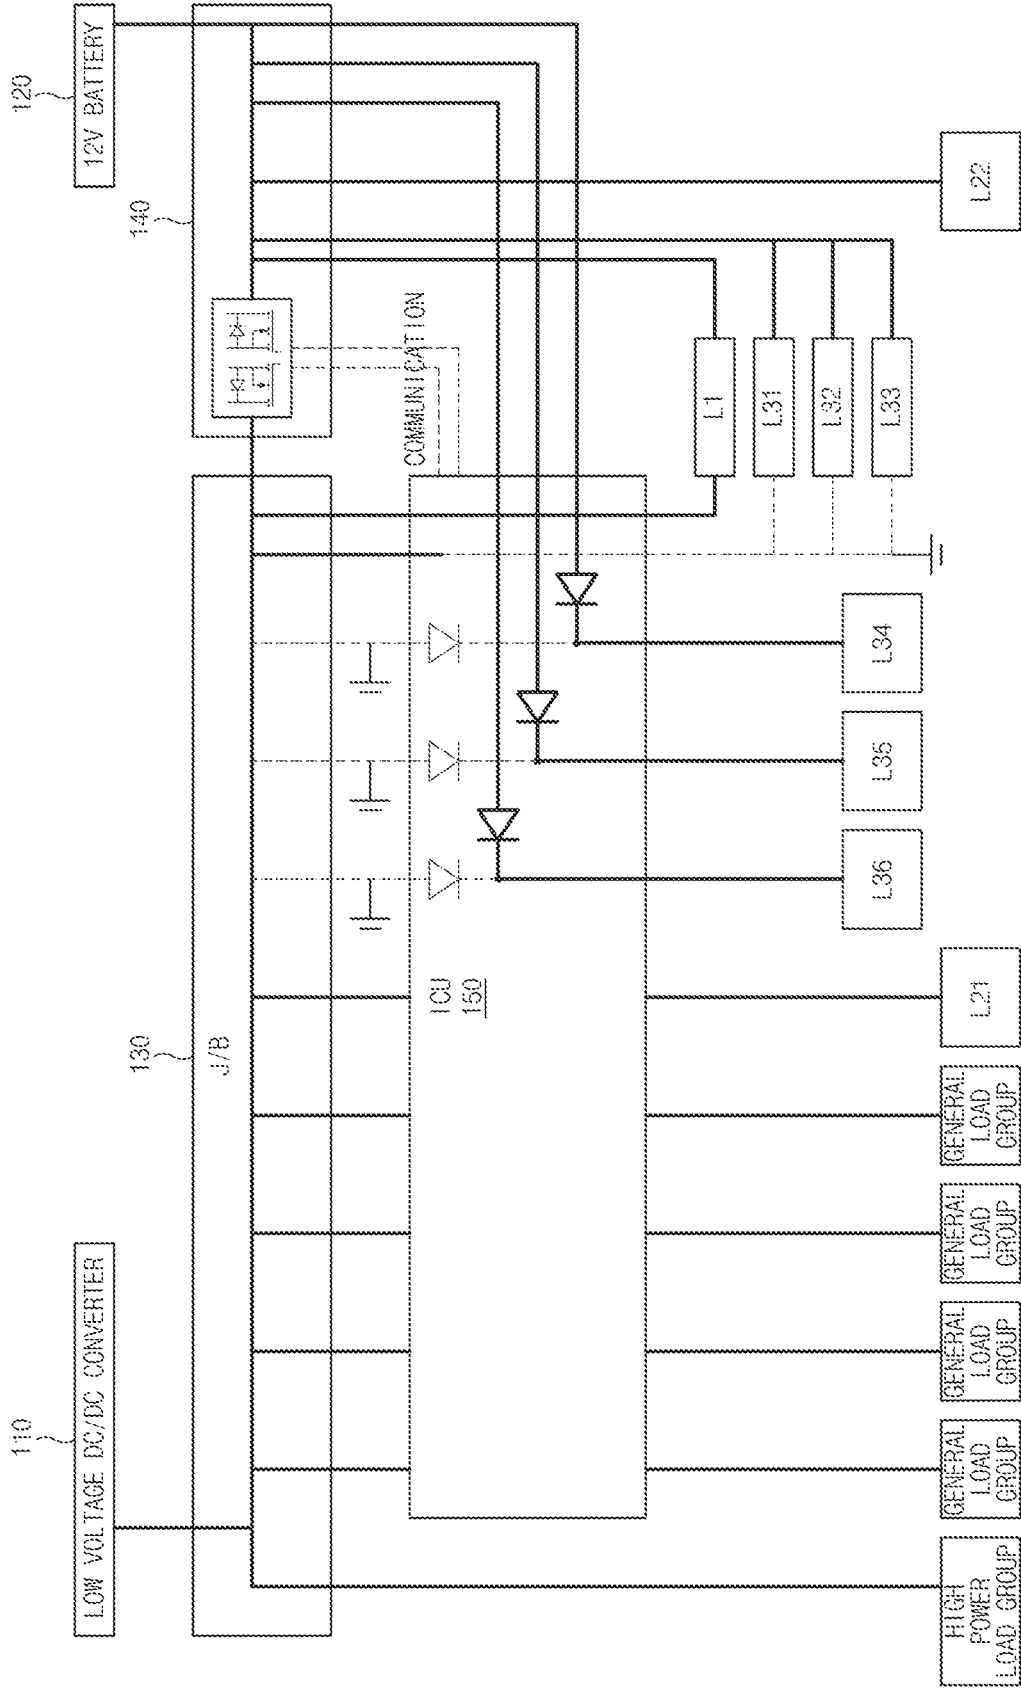 110
120
LOW VOLTAGE DC/DC CONVERTER
12V BATTERY
130
140
J/B
COMMUNICATION
ICU
150
L1
L31
L32
L33
L36
L35
L34
HIGH
POWER
LOAD GROUP
GENERAL
LOAD
GROUP
GENERAL
LOAD
GROUP
GENERAL
LOAD
GROUP
GENERAL
LOAD
GROUP
L21
L22